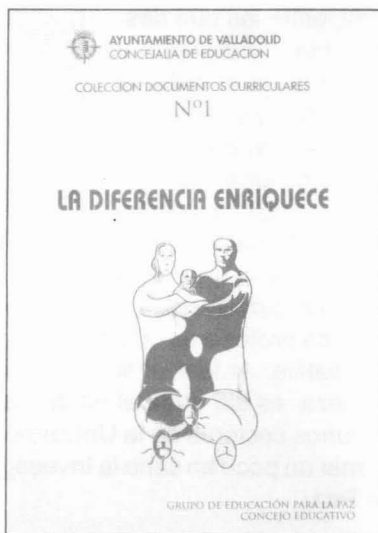 AYUNTAMIENTO DE VALLADOLID
CONCEJALIA DE EDUCACION
COLECCION DOCUMENTOS CURRICULARES
Nº1
LA DIFERENCIA ENRIQUECE
GRUPO DE EDUCACIÓN PARA LA PAZ
CONCEJO EDUCATIVO